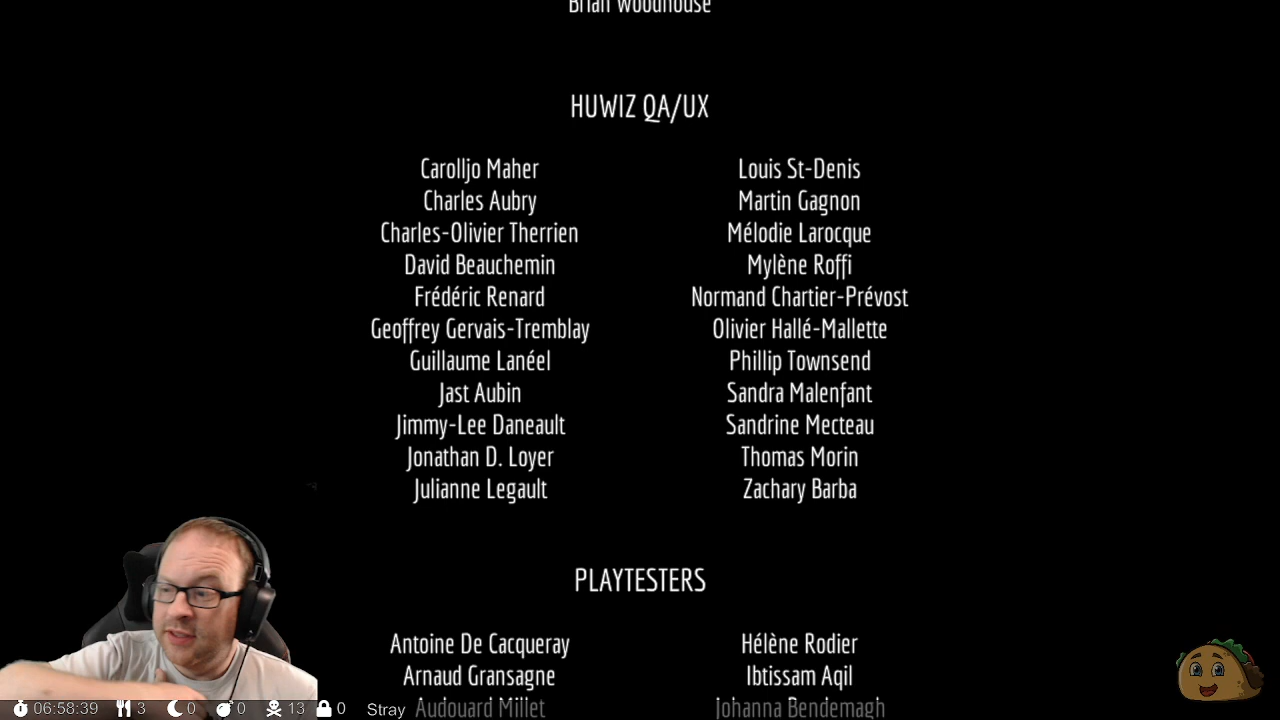 Brian Woodhouse
HUWIZ QA/UX
Carolljo Maher
Charles Aubry
Charles-Olivier Therrien
David Beauchemin
Frédéric Renard
Geoffrey Gervais-Tremblay
Guillaume Lanéel
Jast Aubin
Jimmy-Lee Daneault
Jonathan D. Loyer
Julianne Legault
Louis St-Denis
Martin Gagnon
Mélodie Larocque
Mylène Roffi
Normand Chartier-Prévost
Olivier Hallé-Mallette
Phillip Townsend
Sandra Malenfant
Sandrine Mecteau
Thomas Morin
Zachary Barba
PLAYTESTERS
Antoine De Cacqueray
Arnaud Gransagne
Audouard Millet
Hélène Rodier
Ibtissam Aqil
Johanna Bendemagh
06:58:39 3 0 0 13 0 Stray